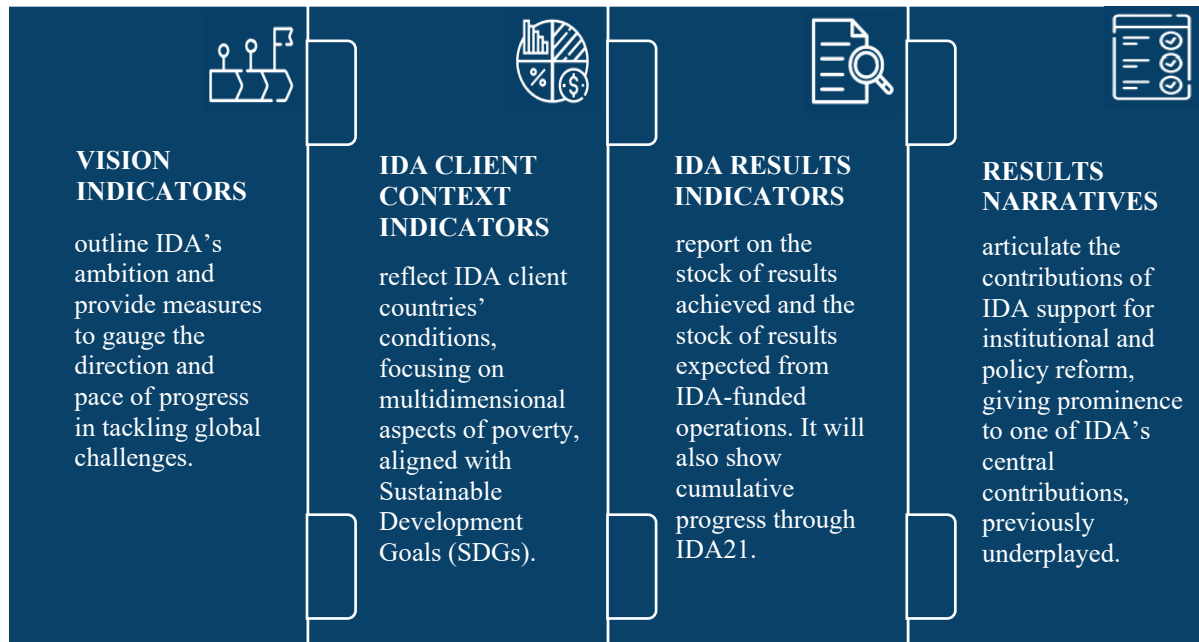 VISION
INDICATORS
outline IDA’s
ambition and
provide measures
to gauge the
direction and
pace of progress
in tackling global
challenges.
%
$
IDA CLIENT
CONTEXT
INDICATORS
reflect IDA client
countries’
conditions,
focusing on
multidimensional
aspects of poverty,
aligned with
Sustainable
Development
Goals (SDGs).
IDA RESULTS
INDICATORS
report on the
stock of results
achieved and the
stock of results
expected from
IDA-funded
operations. It will
also show
cumulative
progress through
IDA21.
RESULTS
NARRATIVES
articulate the
contributions of
IDA support for
institutional and
policy reform,
giving prominence
to one of IDA’s
central
contributions,
previously
underplayed.